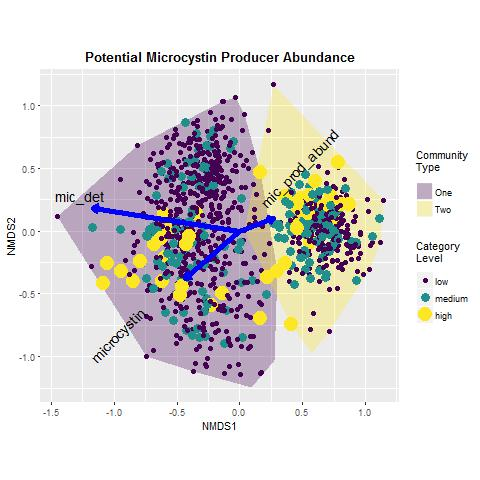 Potential Microcystin Producer Abundance
mic_det
mic_prod_abund
microcystin
NMDS2
1.0
0.5
0.0
-0.5
-1.0
-1.5
-1.0
-0.5
0.0
0.5
1.0
NMDS1
Community
Type
One
Two
Category
Level
low
medium
high